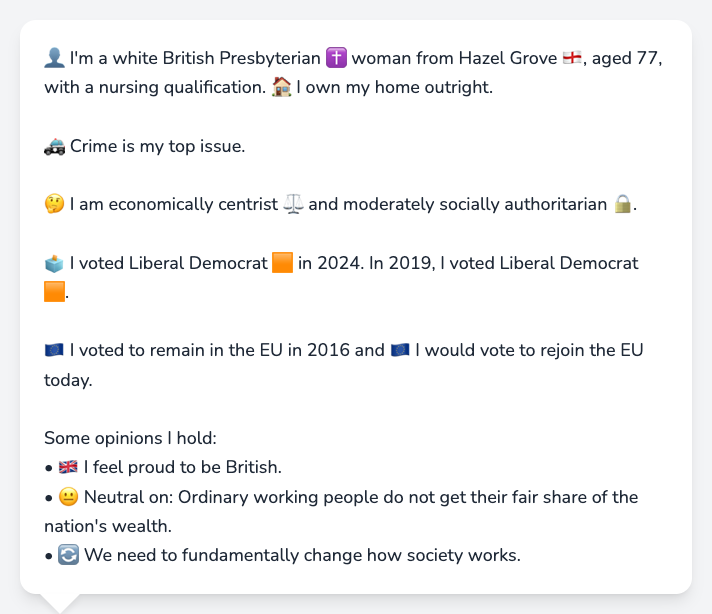 👤 I'm a white British Presbyterian ✝️ woman from Hazel Grove 🏴󠁧󠁢󠁥󠁮󠁧󠁿, aged 77,
with a nursing qualification. 🏠 I own my home outright.
🚓 Crime is my top issue.
🤔 I am economically centrist ⚖️ and moderately socially authoritarian 🔒.
🗳️ I voted Liberal Democrat 🟧 in 2024. In 2019, I voted Liberal Democrat
🟧.
🇪🇺 I voted to remain in the EU in 2016 and 🇪🇺 I would vote to rejoin the EU
today.
Some opinions I hold:
• 🇬🇧 I feel proud to be British.
• 😐 Neutral on: Ordinary working people do not get their fair share of the
nation's wealth.
• 🔄 We need to fundamentally change how society works.